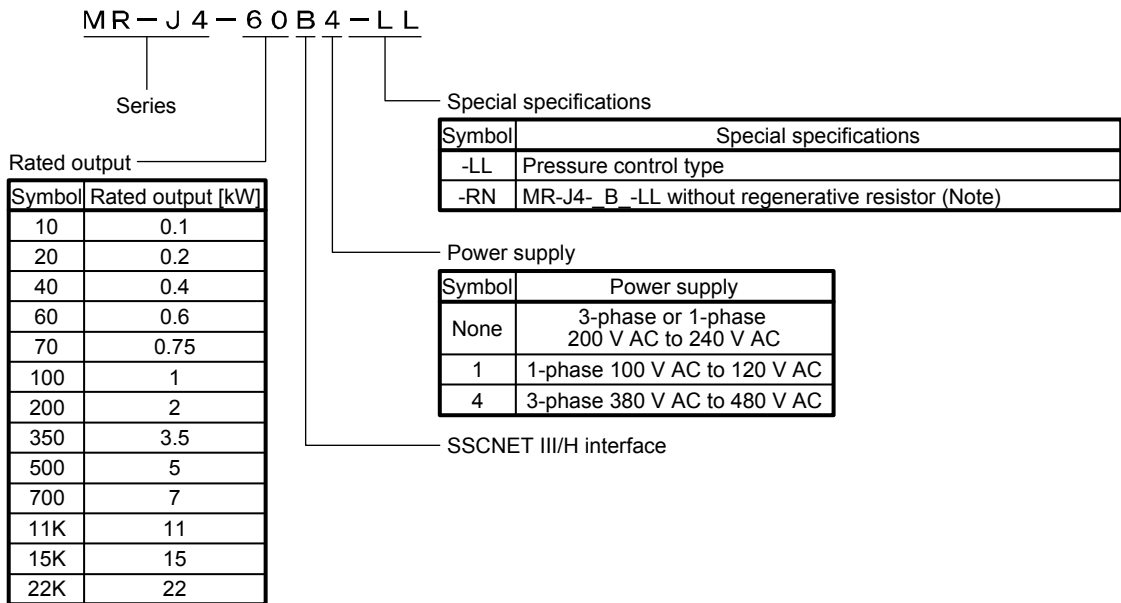 MR-J4-60B4-LL
Series
Special specifications
Symbol Special specifications
-LL Pressure control type
-RN MR-J4-_B_-LL without regenerative resistor (Note)
Rated output
Symbol Rated output [kW]
10 0.1
20 0.2
40 0.4
60 0.6
70 0.75
100 1
200 2
350 3.5
500 5
700 7
11K 11
15K 15
22K 22
Power supply
Symbol Power supply
None 3-phase or 1-phase
200 V AC to 240 V AC
1 1-phase 100 V AC to 120 V AC
4 3-phase 380 V AC to 480 V AC
SSCNET III/H interface